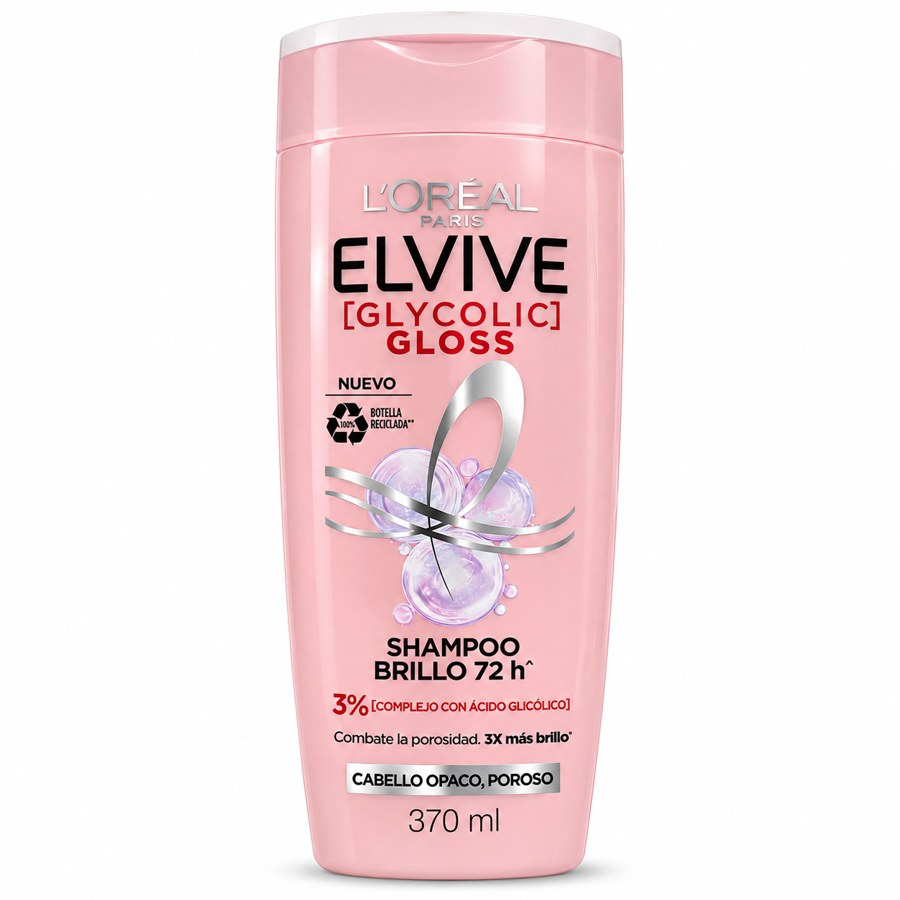 L'ORÉAL
PARIS
ELVIVE
[GLYCOLIC]
GLOSS
NUEVO
100%
BOTELLA
RECICLADA**
SHAMPOO
BRILLO 72 h^
3% [COMPLEJO CON ÁCIDO GLICÓLICO]
Combate la porosidad. 3X más brillo*
CABELLO OPACO, POROSO
370 ml